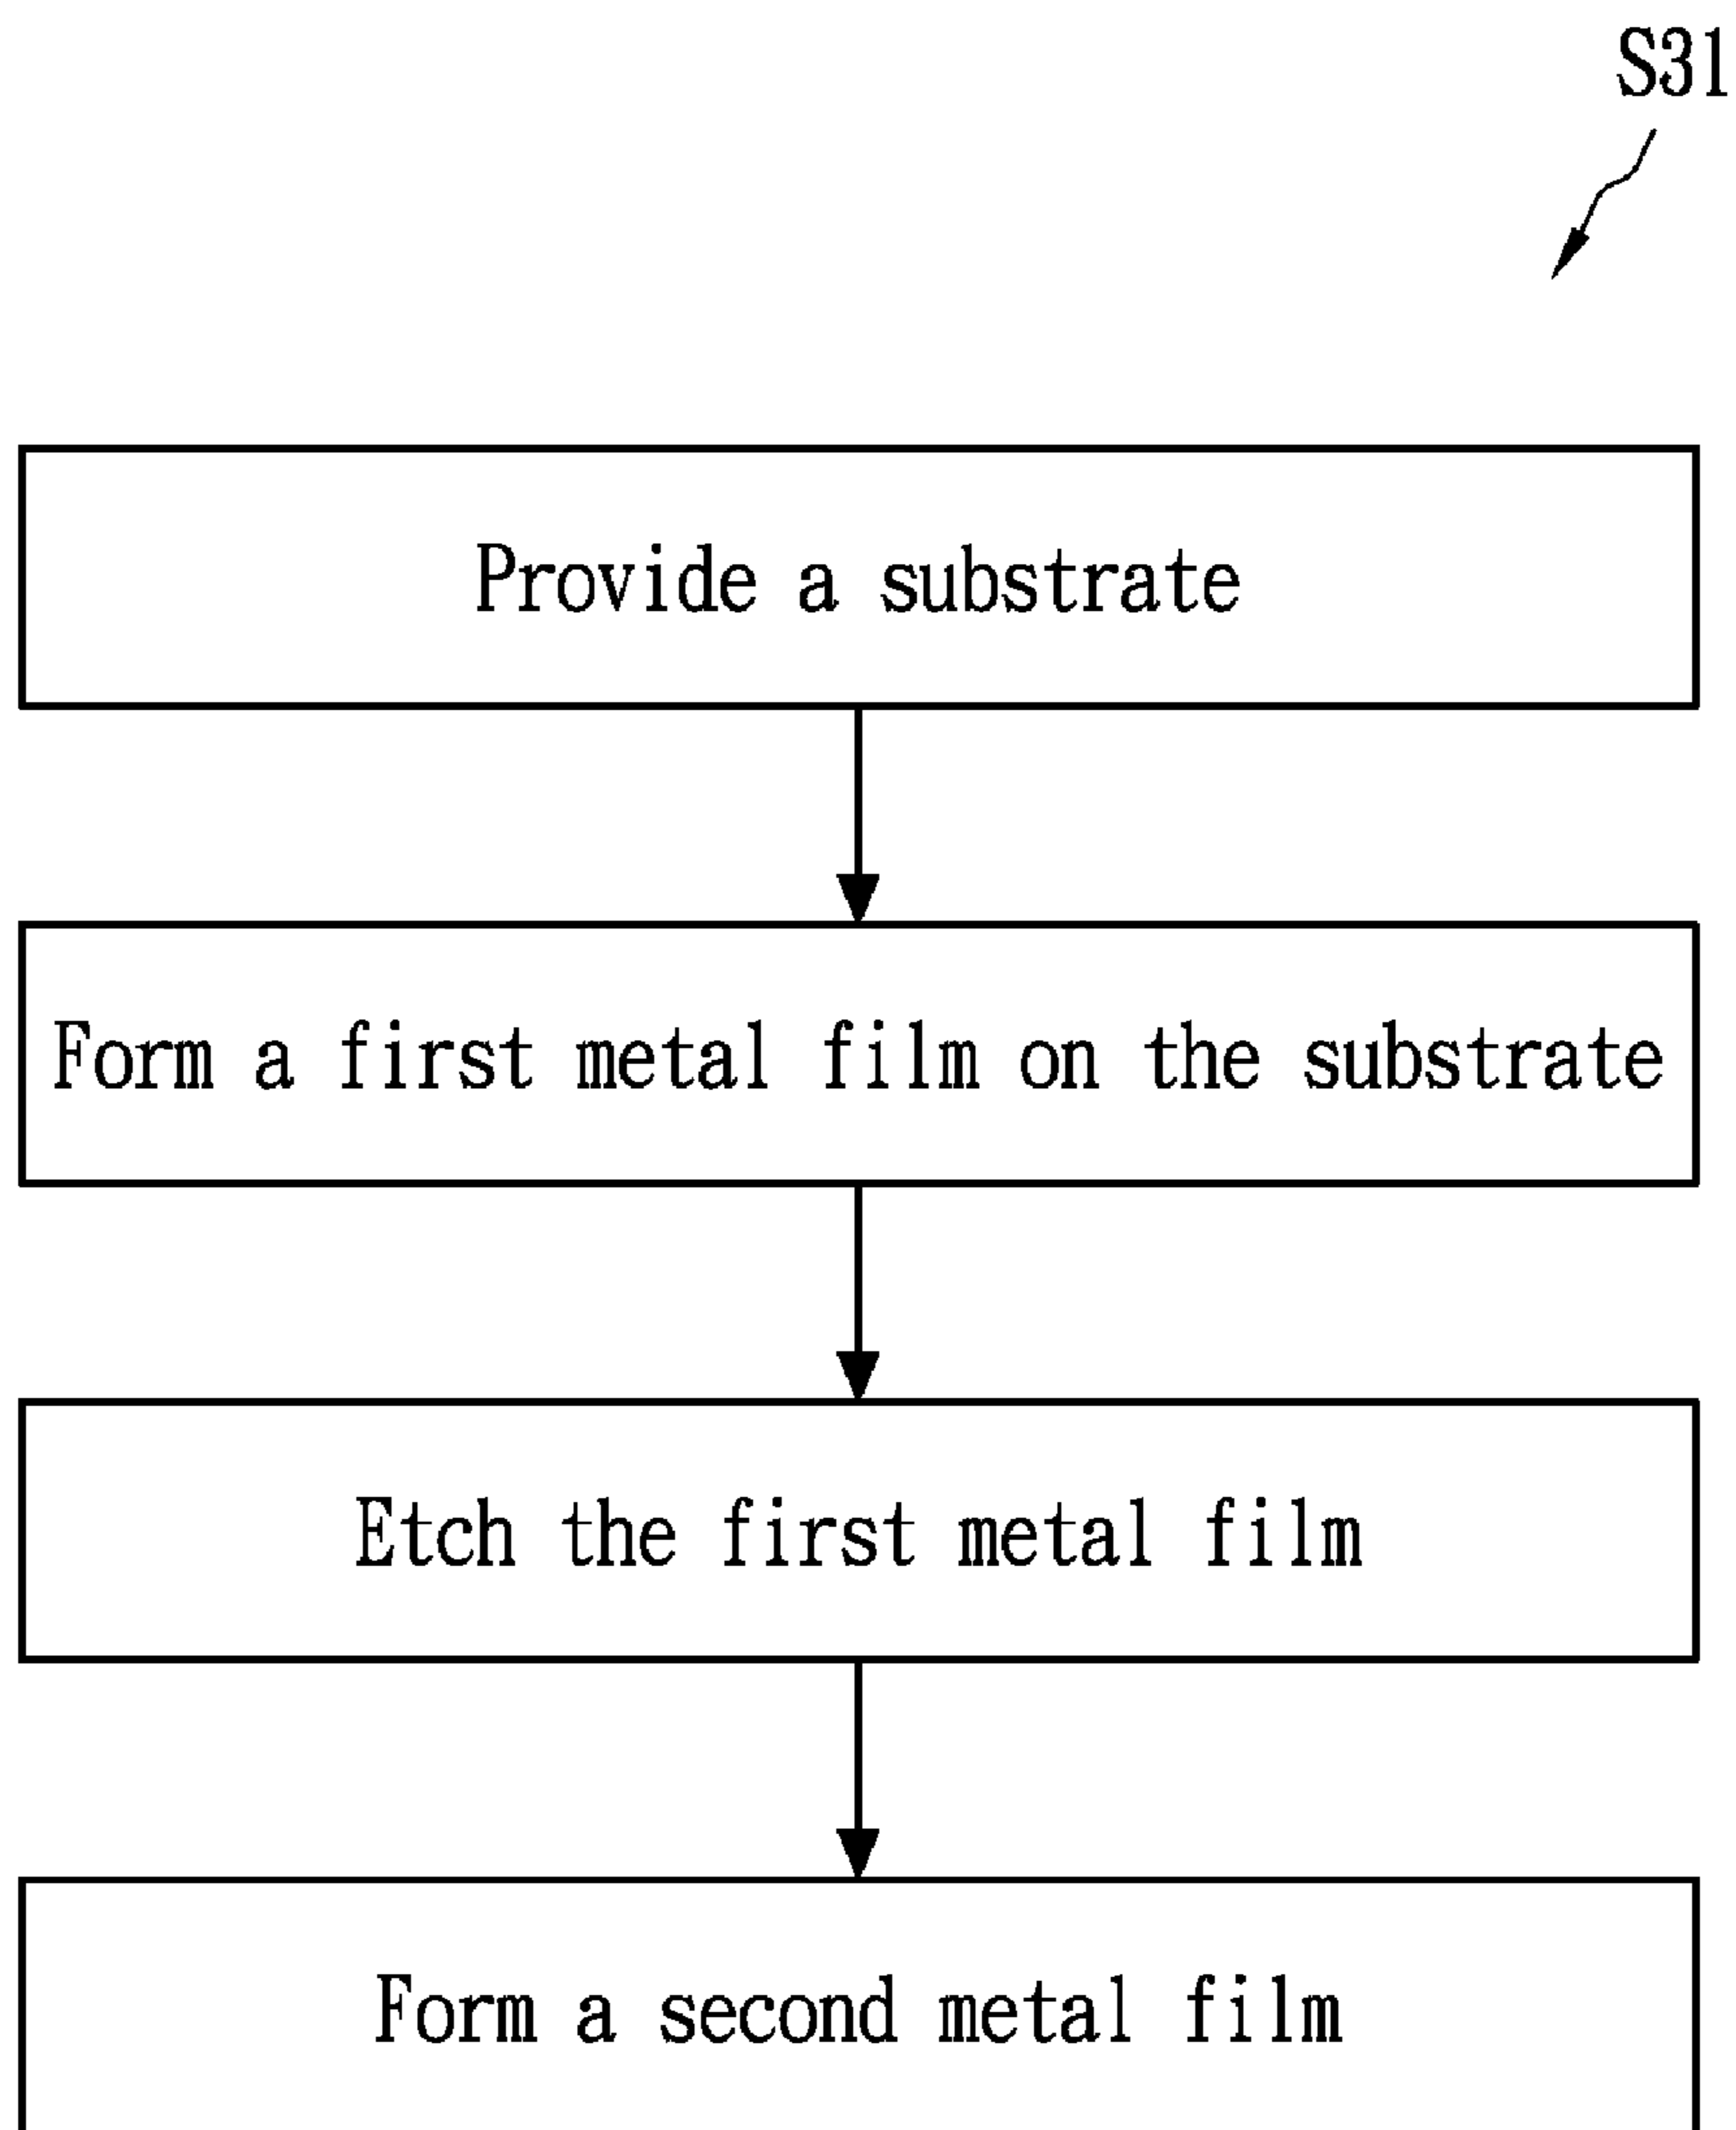 S31
Provide a substrate
Form a first metal film on the substrate
Etch the first metal film
Form a second metal film